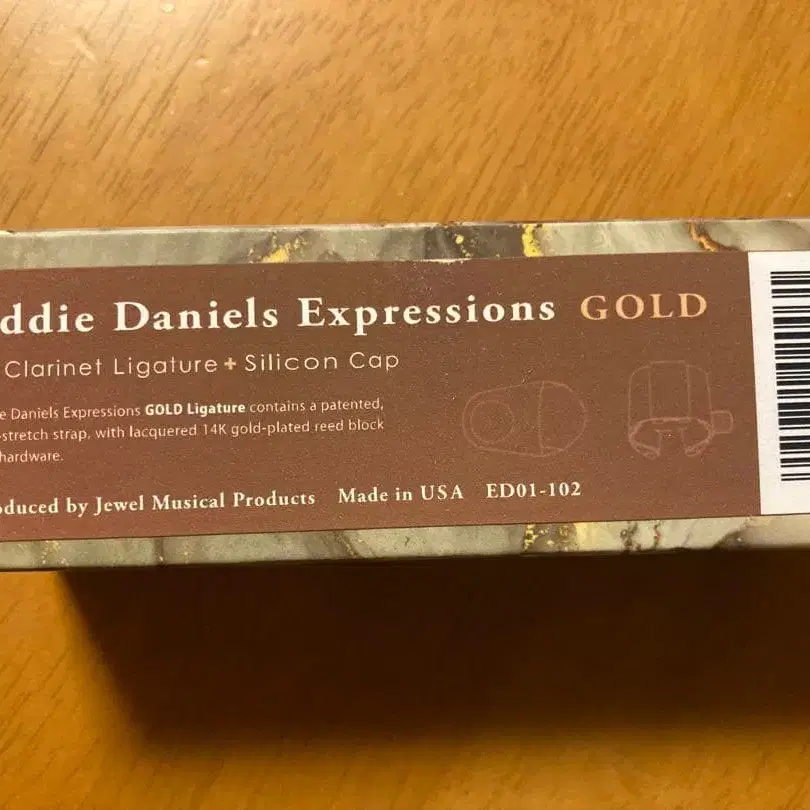 ddie Daniels Expressions GOLD
Clarinet Ligature + Silicon Cap
e Daniels Expressions GOLD Ligature contains a patented,
-stretch strap, with lacquered 14K gold-plated reed block
hardware.
oduced by Jewel Musical Products Made in USA ED01-102